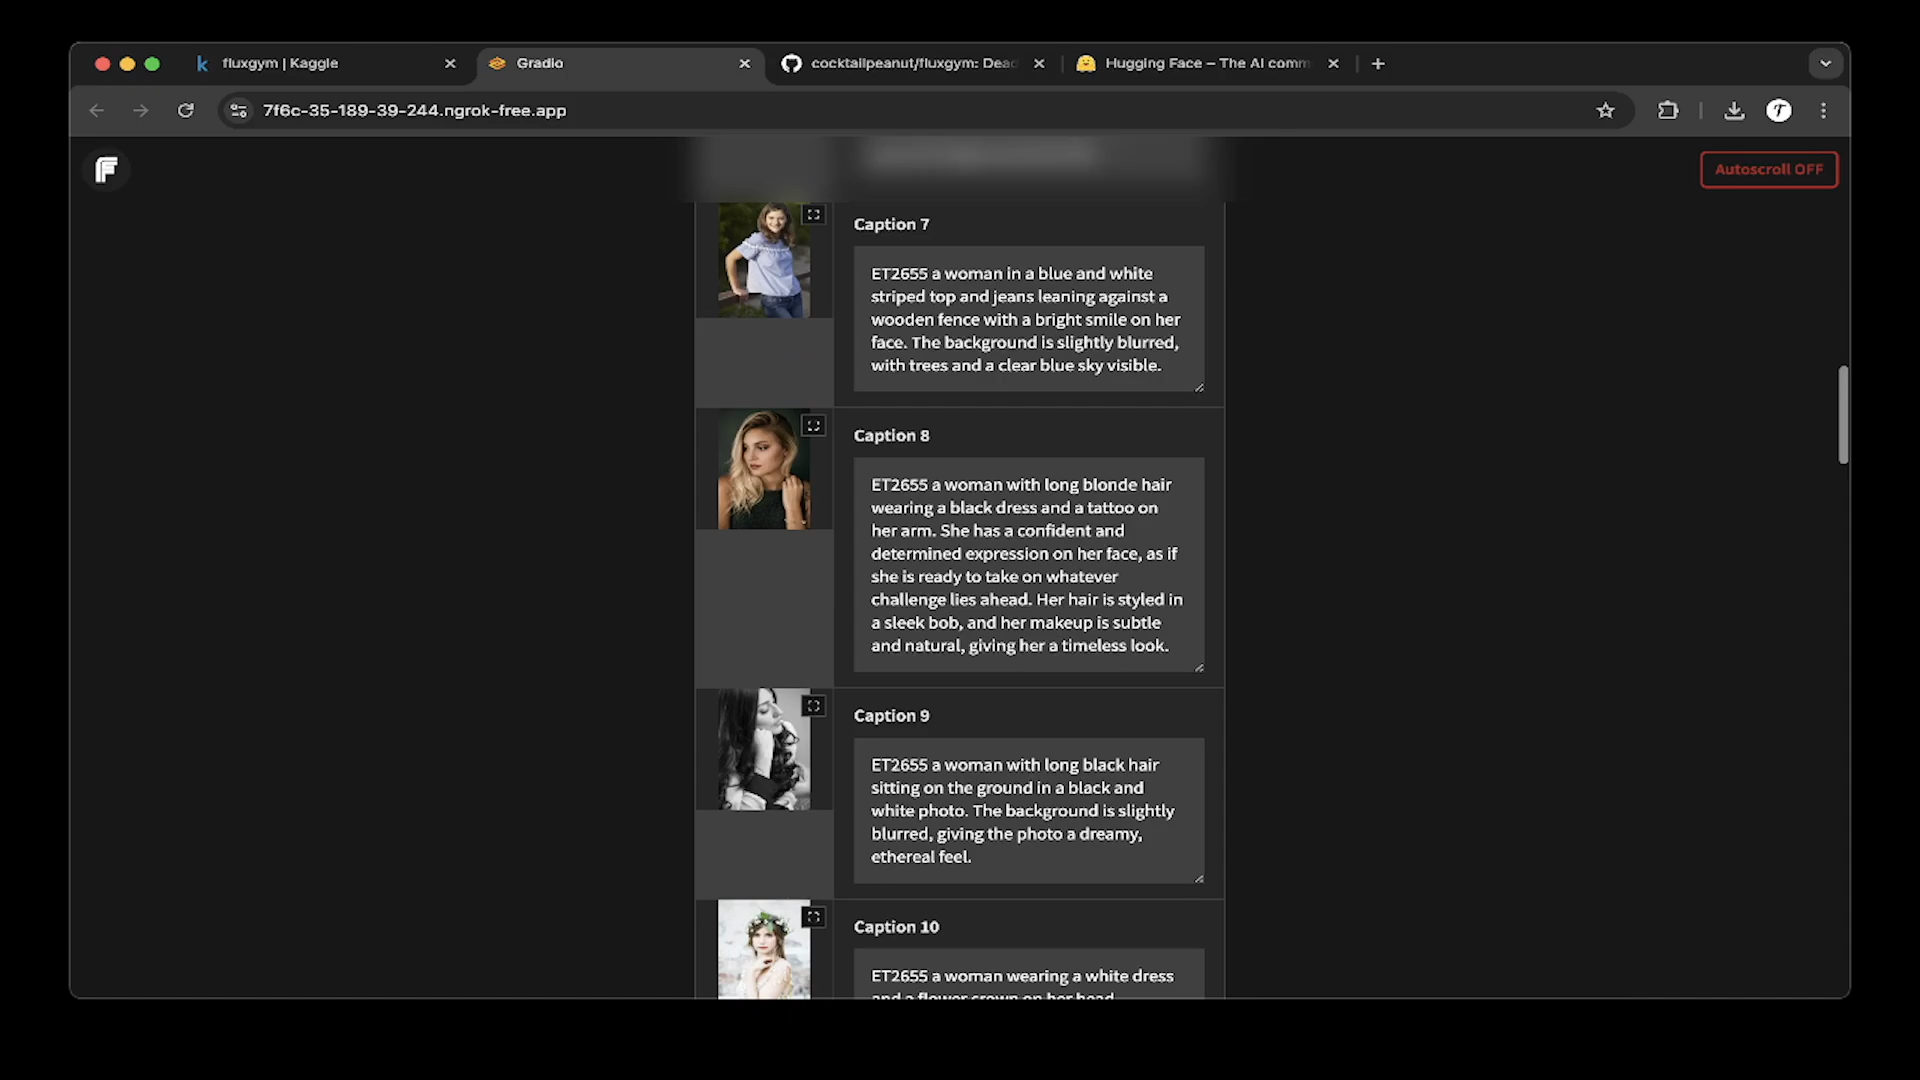 fluxgym | Kaggle
Gradio
cocktailpeanut/fluxgym: Dead
Hugging Face – The AI comm
7f6c-35-189-39-244.ngrok-free.app
Autoscroll OFF
Caption 7
ET2655 a woman in a blue and white
striped top and jeans leaning against a
wooden fence with a bright smile on her
face. The background is slightly blurred,
with trees and a clear blue sky visible.
Caption 8
ET2655 a woman with long blonde hair
wearing a black dress and a tattoo on
her arm. She has a confident and
determined expression on her face, as if
she is ready to take on whatever
challenge lies ahead. Her hair is styled in
a sleek bob, and her makeup is subtle
and natural, giving her a timeless look.
Caption 9
ET2655 a woman with long black hair
sitting on the ground in a black and
white photo. The background is slightly
blurred, giving the photo a dreamy,
ethereal feel.
Caption 10
ET2655 a woman wearing a white dress
and a flower crown on her head